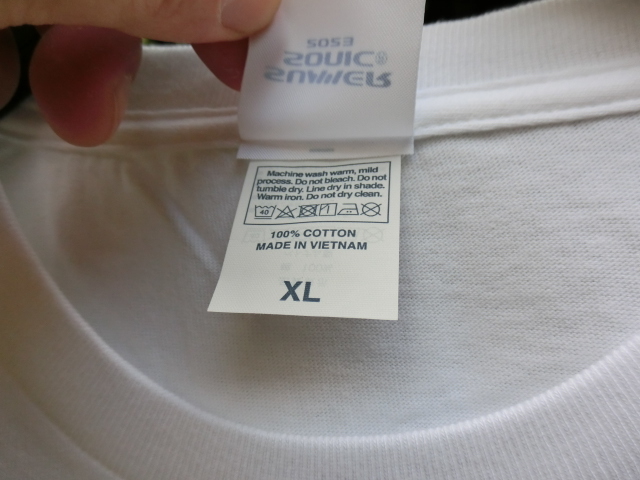 SUMMER
SONIC®
2023
Machine wash warm, mild
process. Do not bleach. Do not
tumble dry. Line dry in shade.
Warm iron. Do not dry clean.
40
100% COTTON
MADE IN VIETNAM
XL